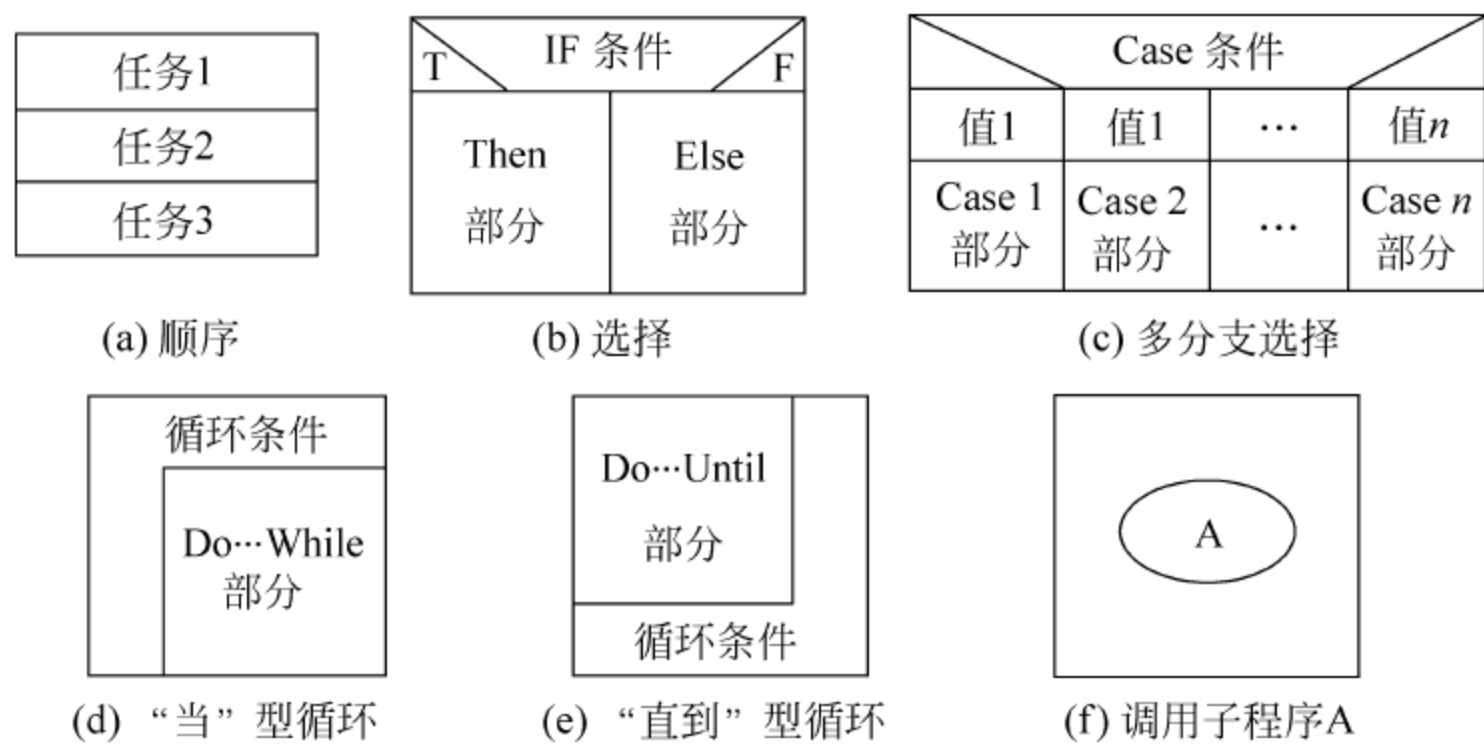 任务1
任务2
任务3
(a) 顺序
IF 条件
T
F
Then
部分
Else
部分
(b) 选择
Case 条件
值1
值1
···
值n
Case 1
部分
Case 2
部分
···
Case n
部分
(c) 多分支选择
循环条件
Do···While
部分
(d) “当”型循环
Do···Until
部分
循环条件
(e) “直到”型循环
A
(f) 调用子程序A